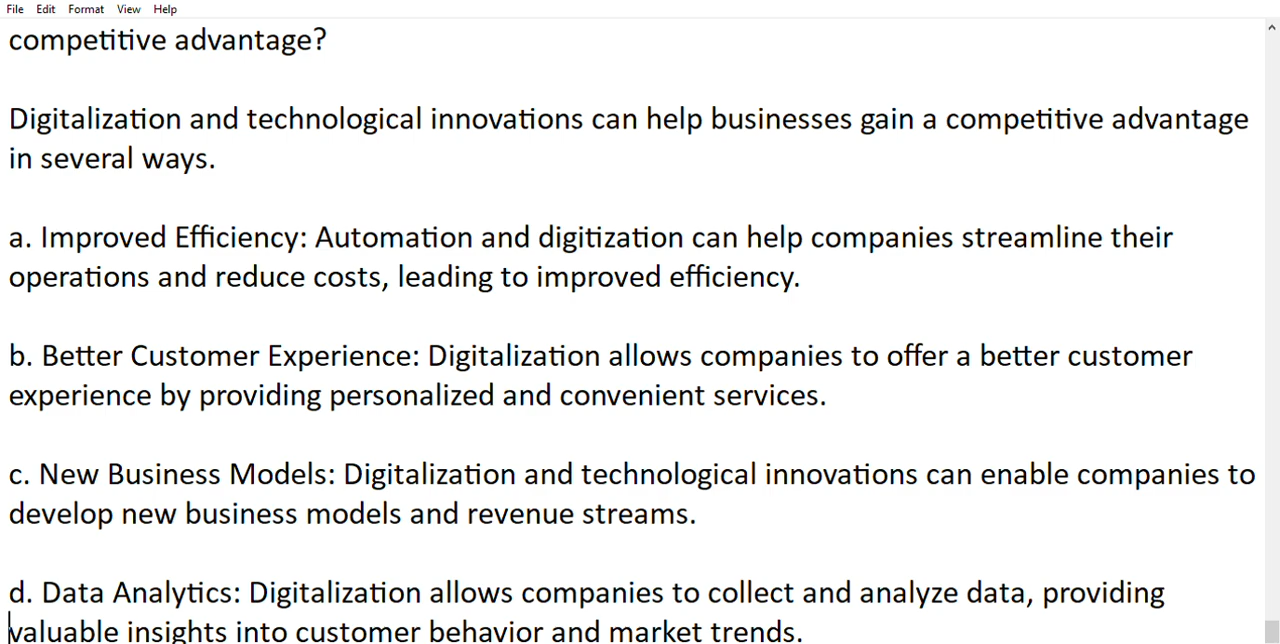 File Edit Format View Help
competitive advantage?
Digitalization and technological innovations can help businesses gain a competitive advantage
in several ways.
a. Improved Efficiency: Automation and digitization can help companies streamline their
operations and reduce costs, leading to improved efficiency.
b. Better Customer Experience: Digitalization allows companies to offer a better customer
experience by providing personalized and convenient services.
c. New Business Models: Digitalization and technological innovations can enable companies to
develop new business models and revenue streams.
d. Data Analytics: Digitalization allows companies to collect and analyze data, providing
valuable insights into customer behavior and market trends.